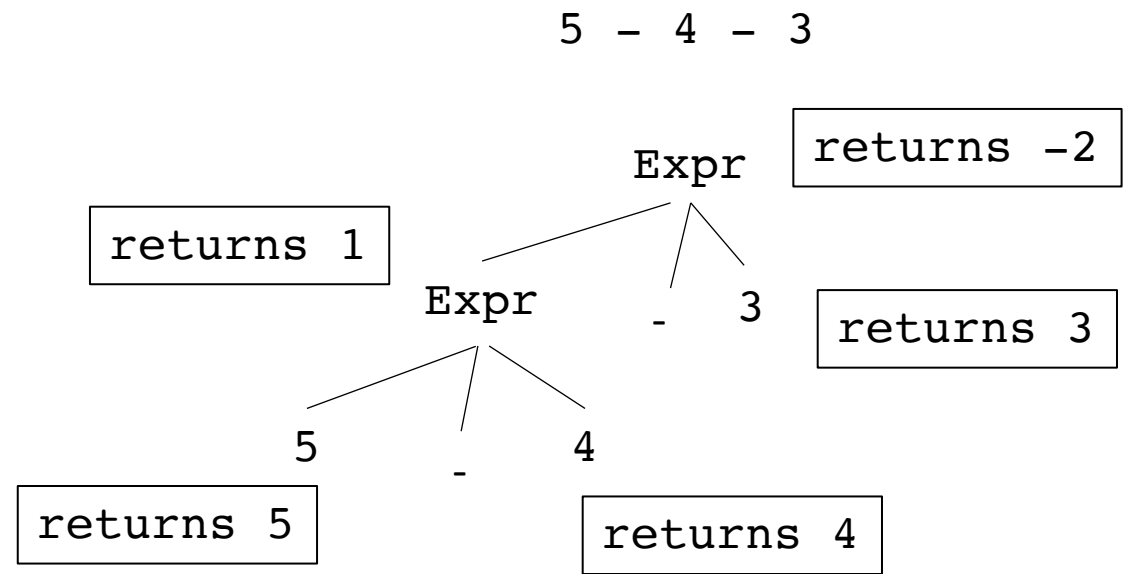 5 – 4 – 3
returns –2
Expr
returns 1
Expr
- 3
returns 3
5 - 4
returns 5
returns 4